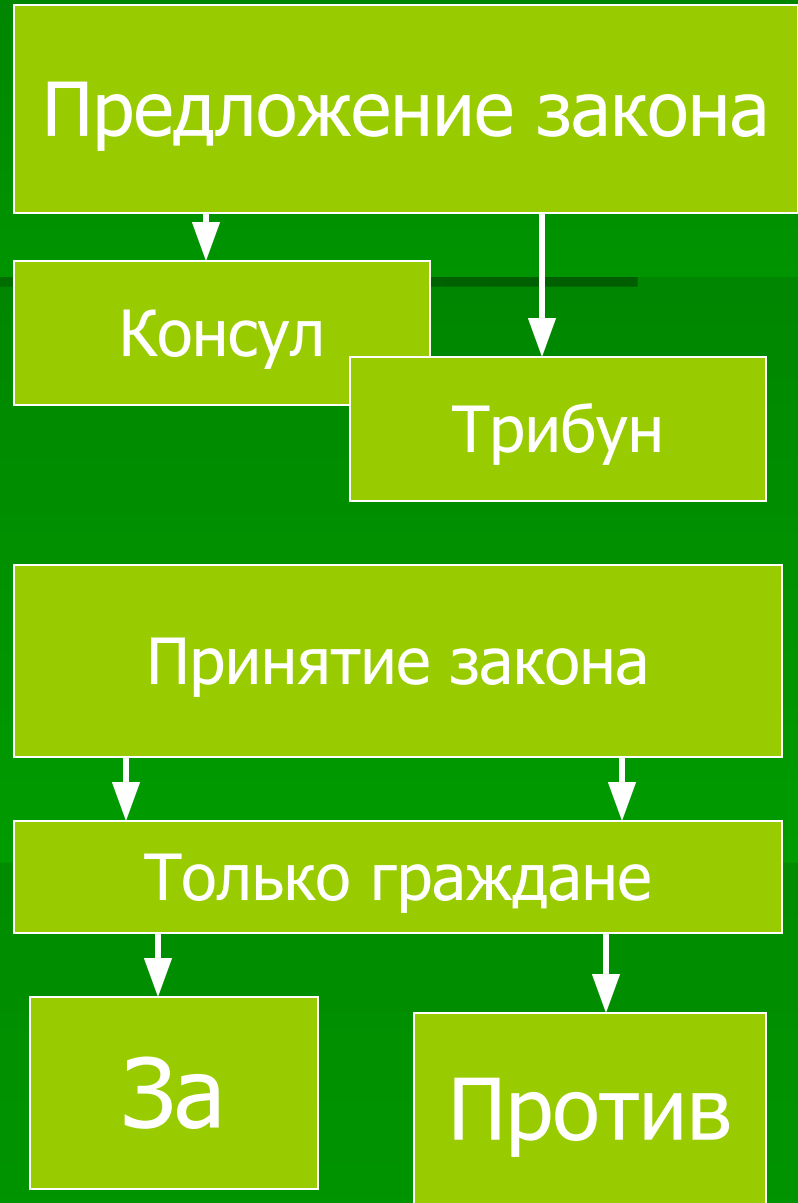 Предложение закона
Консул
Трибун
Принятие закона
Только граждане
За
Против